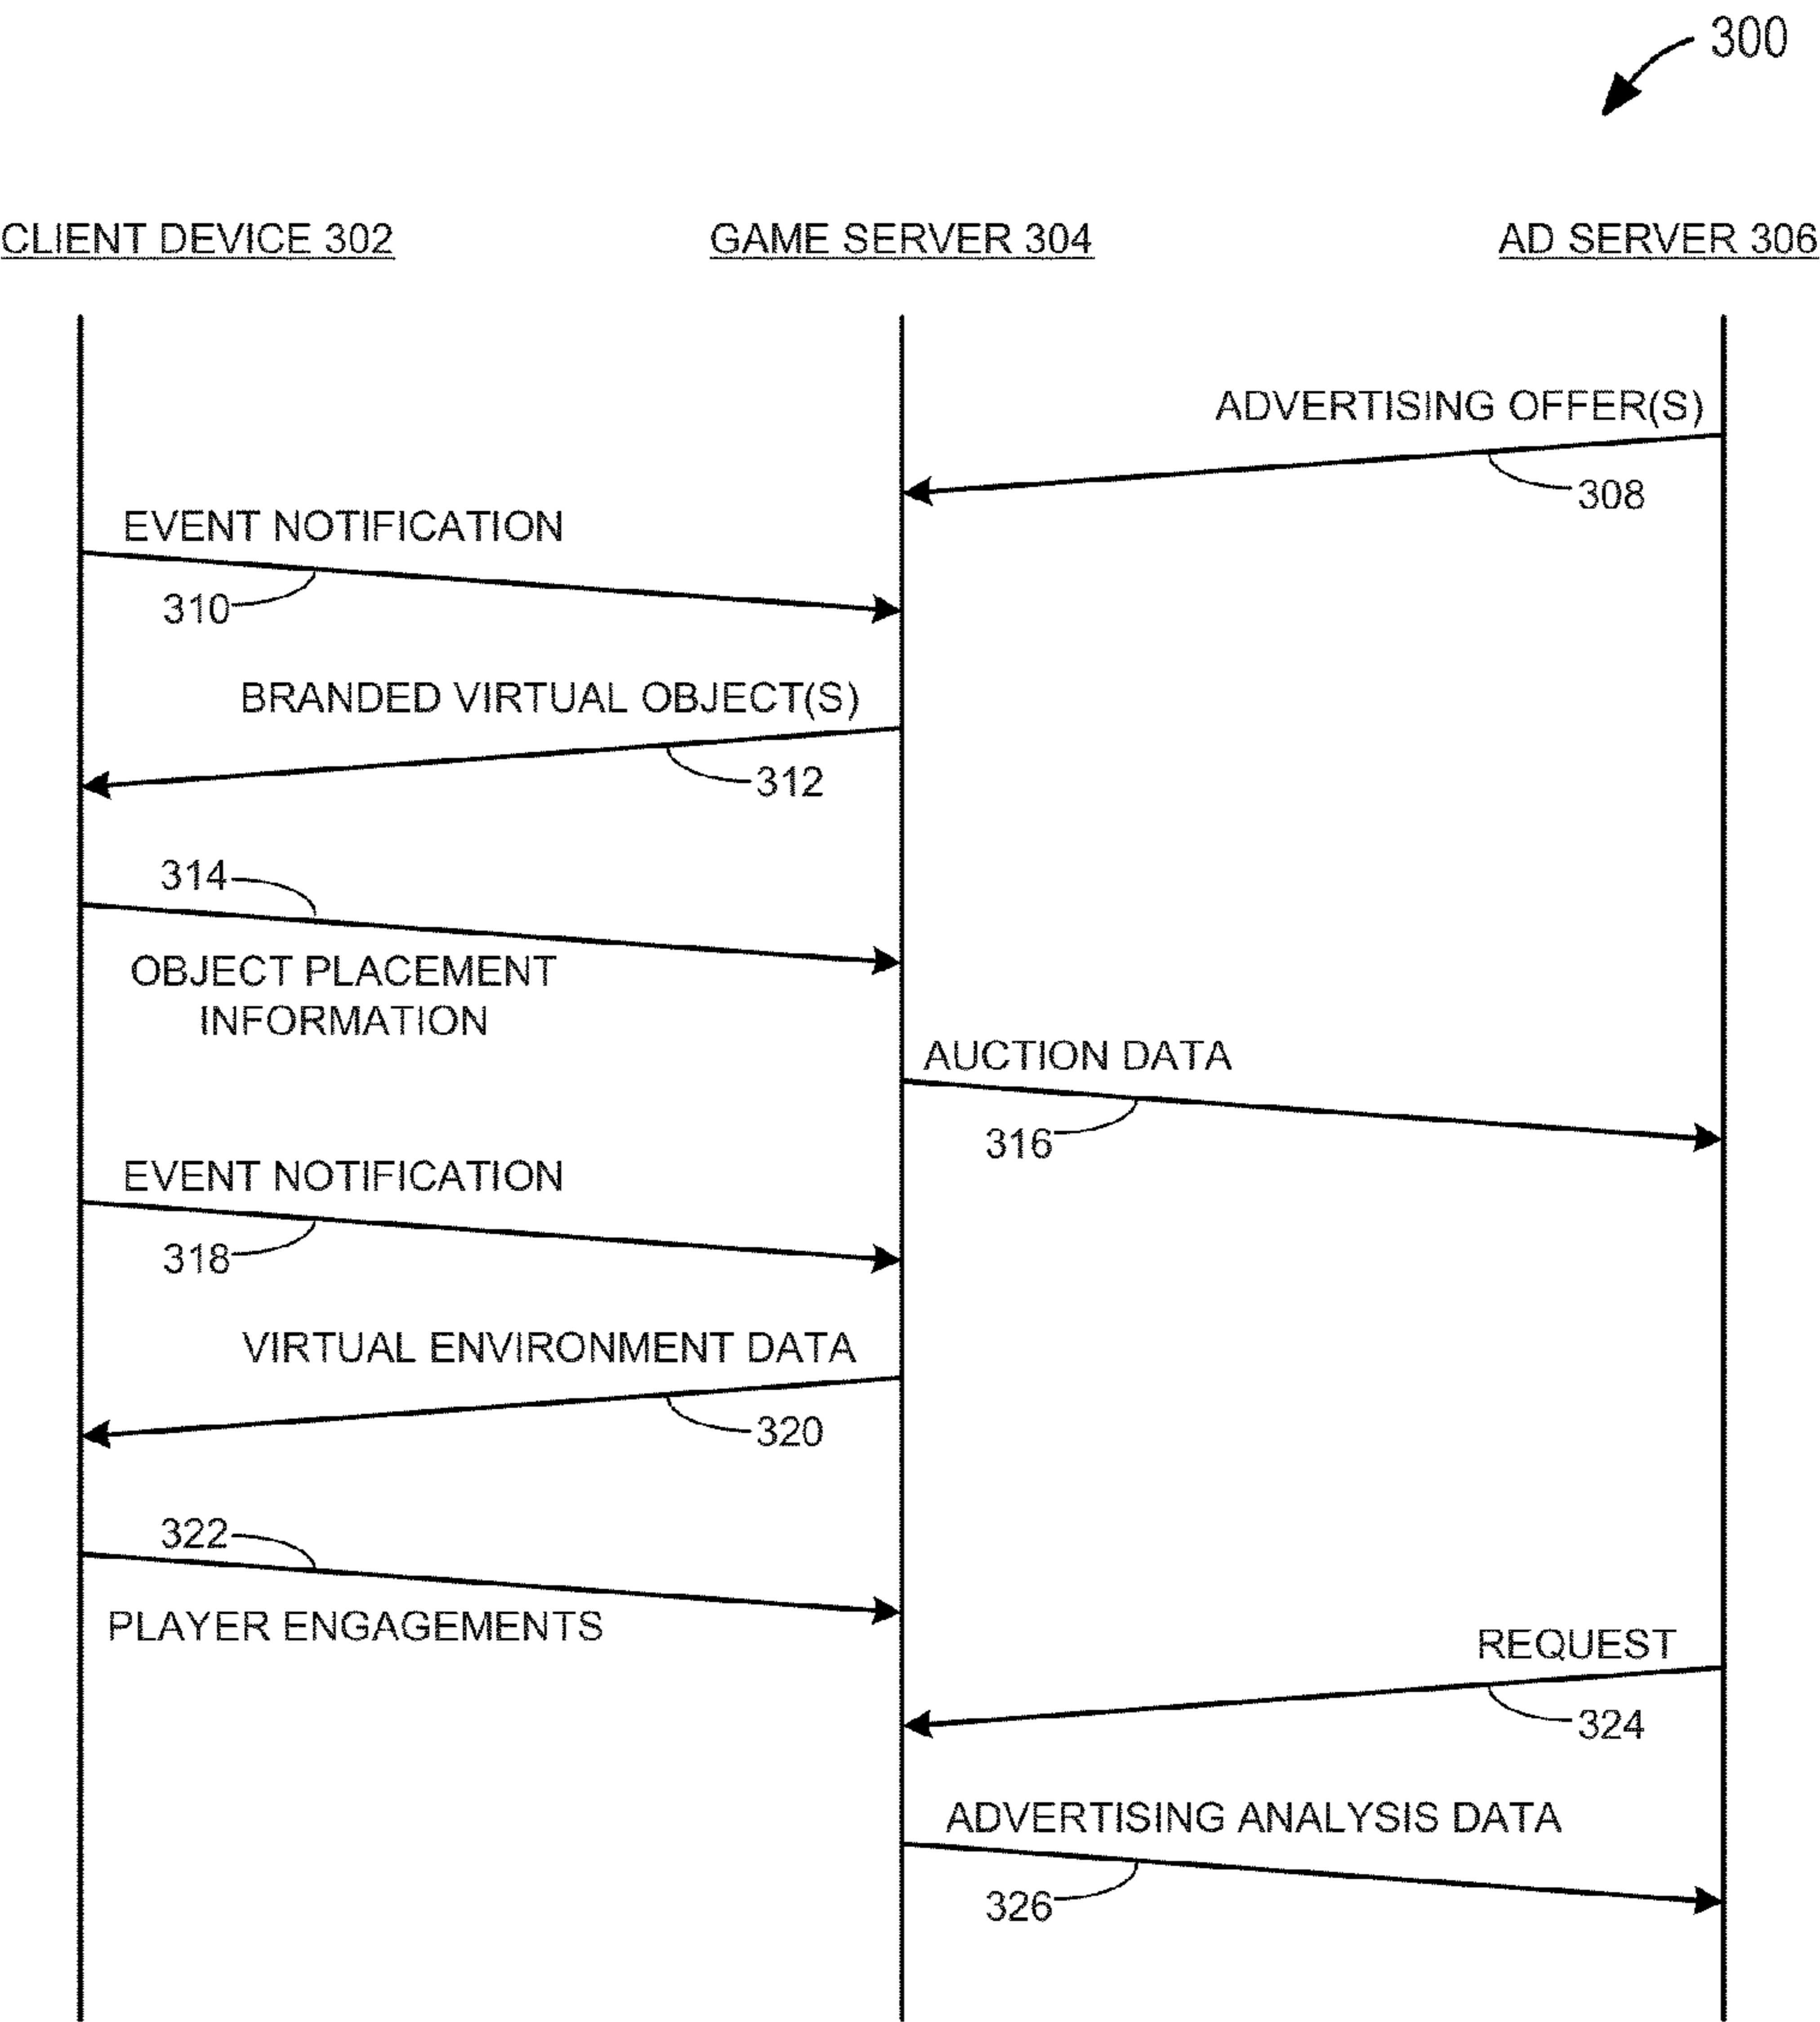 300
CLIENT DEVICE 302
GAME SERVER 304
AD SERVER 306
ADVERTISING OFFER(S)
308
EVENT NOTIFICATION
310
BRANDED VIRTUAL OBJECT(S)
312
314
OBJECT PLACEMENT
INFORMATION
AUCTION DATA
316
EVENT NOTIFICATION
318
VIRTUAL ENVIRONMENT DATA
320
322
PLAYER ENGAGEMENTS
REQUEST
324
ADVERTISING ANALYSIS DATA
326